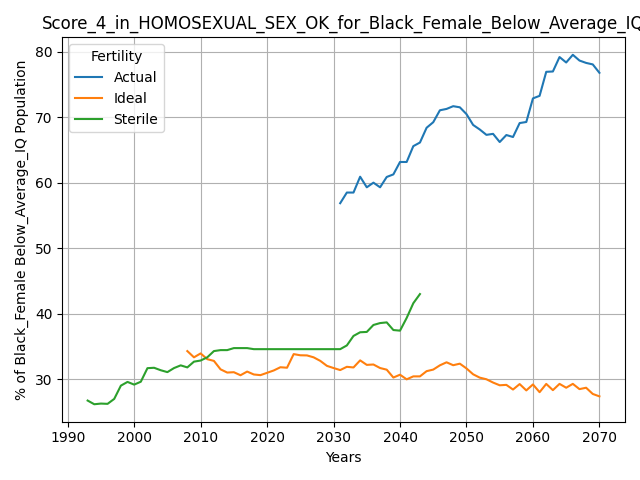 Score_4_in_HOMOSEXUAL_SEX_OK_for_Black_Female_Below_Average_IQ
% of Black_Female Below_Average_IQ Population
80
70
60
50
40
30
Fertility
Actual
Ideal
Sterile
1990 2000 2010 2020 2030 2040 2050 2060 2070
Years